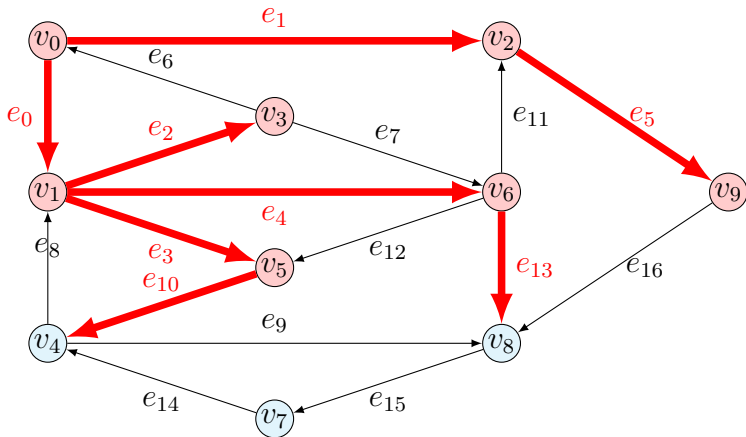 e₁
v₀ v₂
e₆
e₀ e₂ v₃ e₇ e₁₁ e₅
v₁ v₆ v₉
e₄
e₈ e₃ e₁₂
e₁₀ v₅ e₁₃ e₁₆
v₄ e₉ v₈
e₁₄ e₁₅
v₇